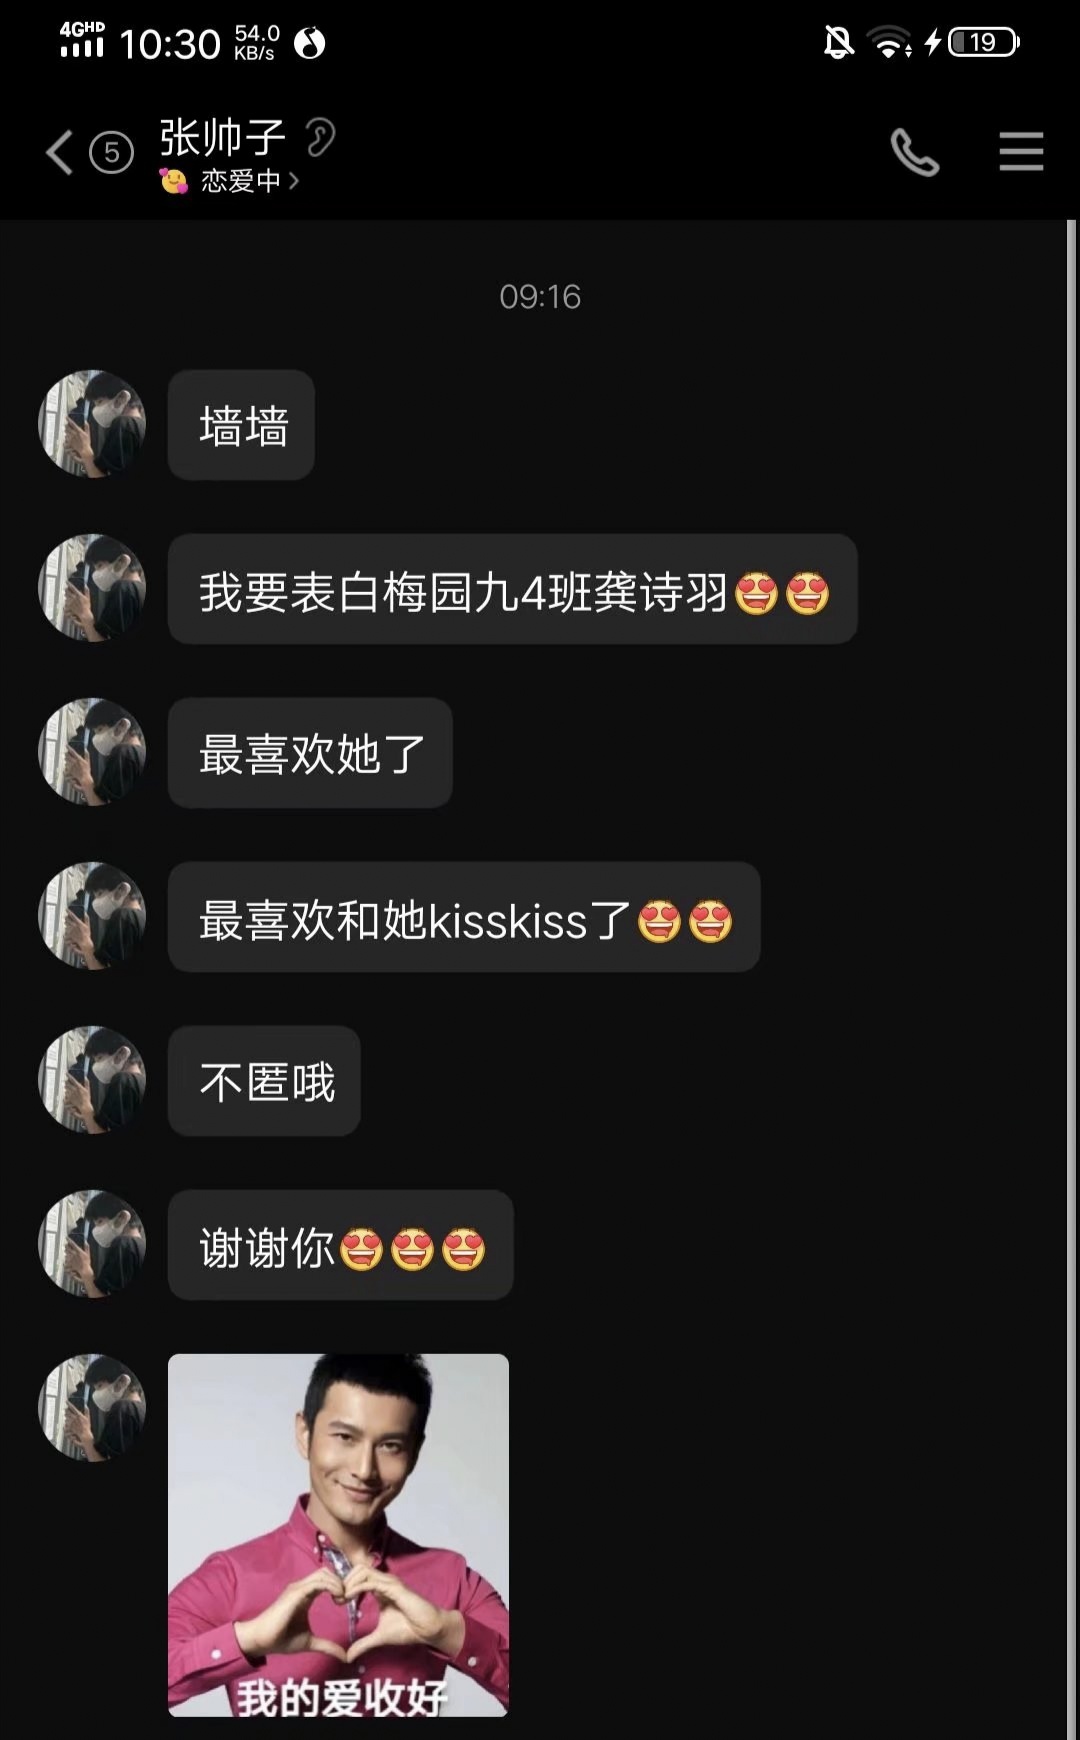 4GHD 10:30 54.0 KB/s 19
5 张帅子
恋爱中
09:16
墙墙
我要表白梅园九4班龚诗羽😍😍
最喜欢她了
最喜欢和她kisskiss了😍😍
不匿哦
谢谢你😍😍😍
我的爱收好